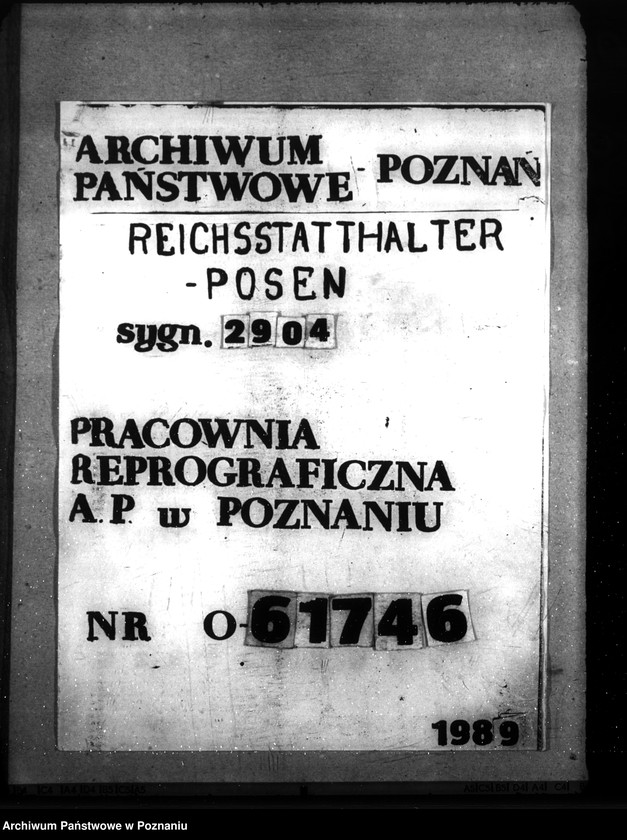 ARCHIWUM
PAŃSTWOWE - POZNAŃ
REICHSSTATTHALTER
-POSEN
sygn. 2904
PRACOWNIA
REPROGRAFICZNA
A.P. w POZNANIU
NR O-61746
1989
Archiwum Państwowe w Poznaniu